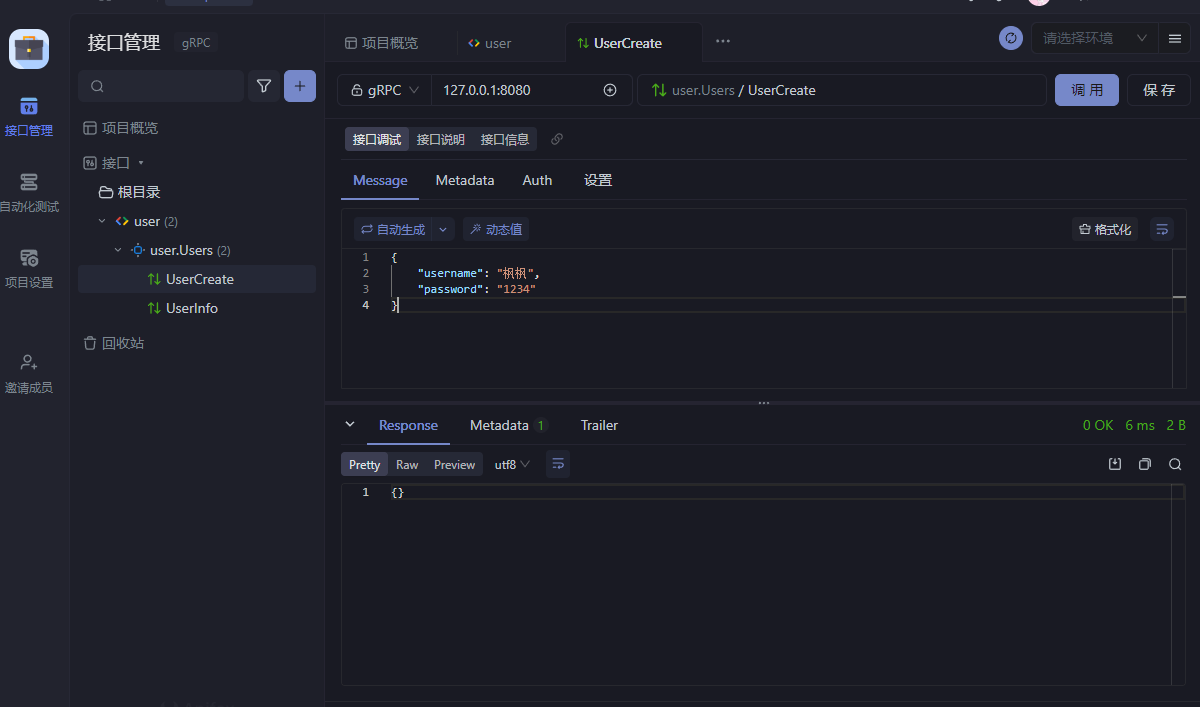 接口管理
自动化测试
项目设置
邀请成员
接口管理 gRPC
项目概览
接口
根目录
user (2)
user.Users (2)
UserCreate
UserInfo
回收站
项目概览 user UserCreate
请选择环境
gRPC 127.0.0.1:8080 user.Users / UserCreate 调 用 保 存
接口调试 接口说明 接口信息
Message Metadata Auth 设置
自动生成 动态值 格式化
1 {
2 "username": "枫枫",
3 "password": "1234"
4 }
Response Metadata 1 Trailer 0 OK 6 ms 2 B
Pretty Raw Preview utf8
1 {}